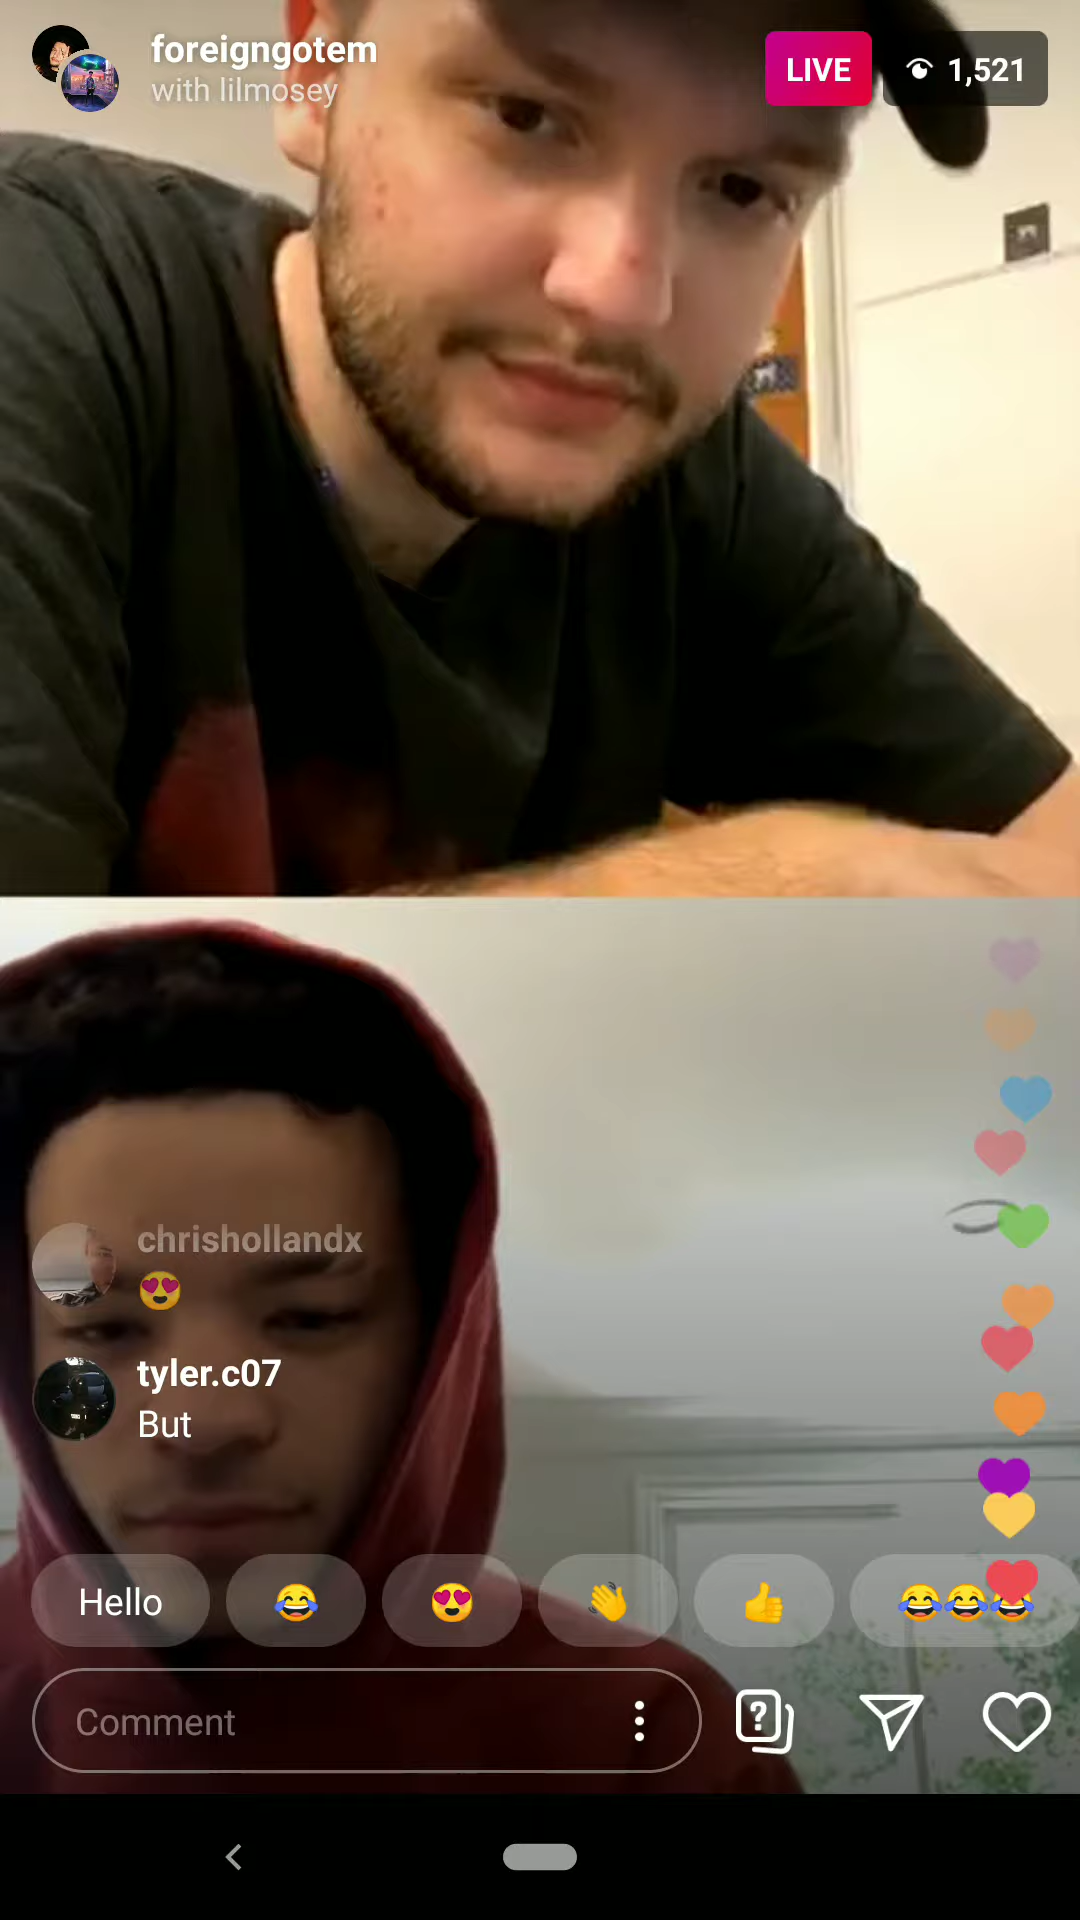 foreigngotem
with lilmosey
LIVE
1,521
chrishollandx
😍
tyler.c07
But
Hello 😂 😍 👋 👍 😂😂😂
Comment